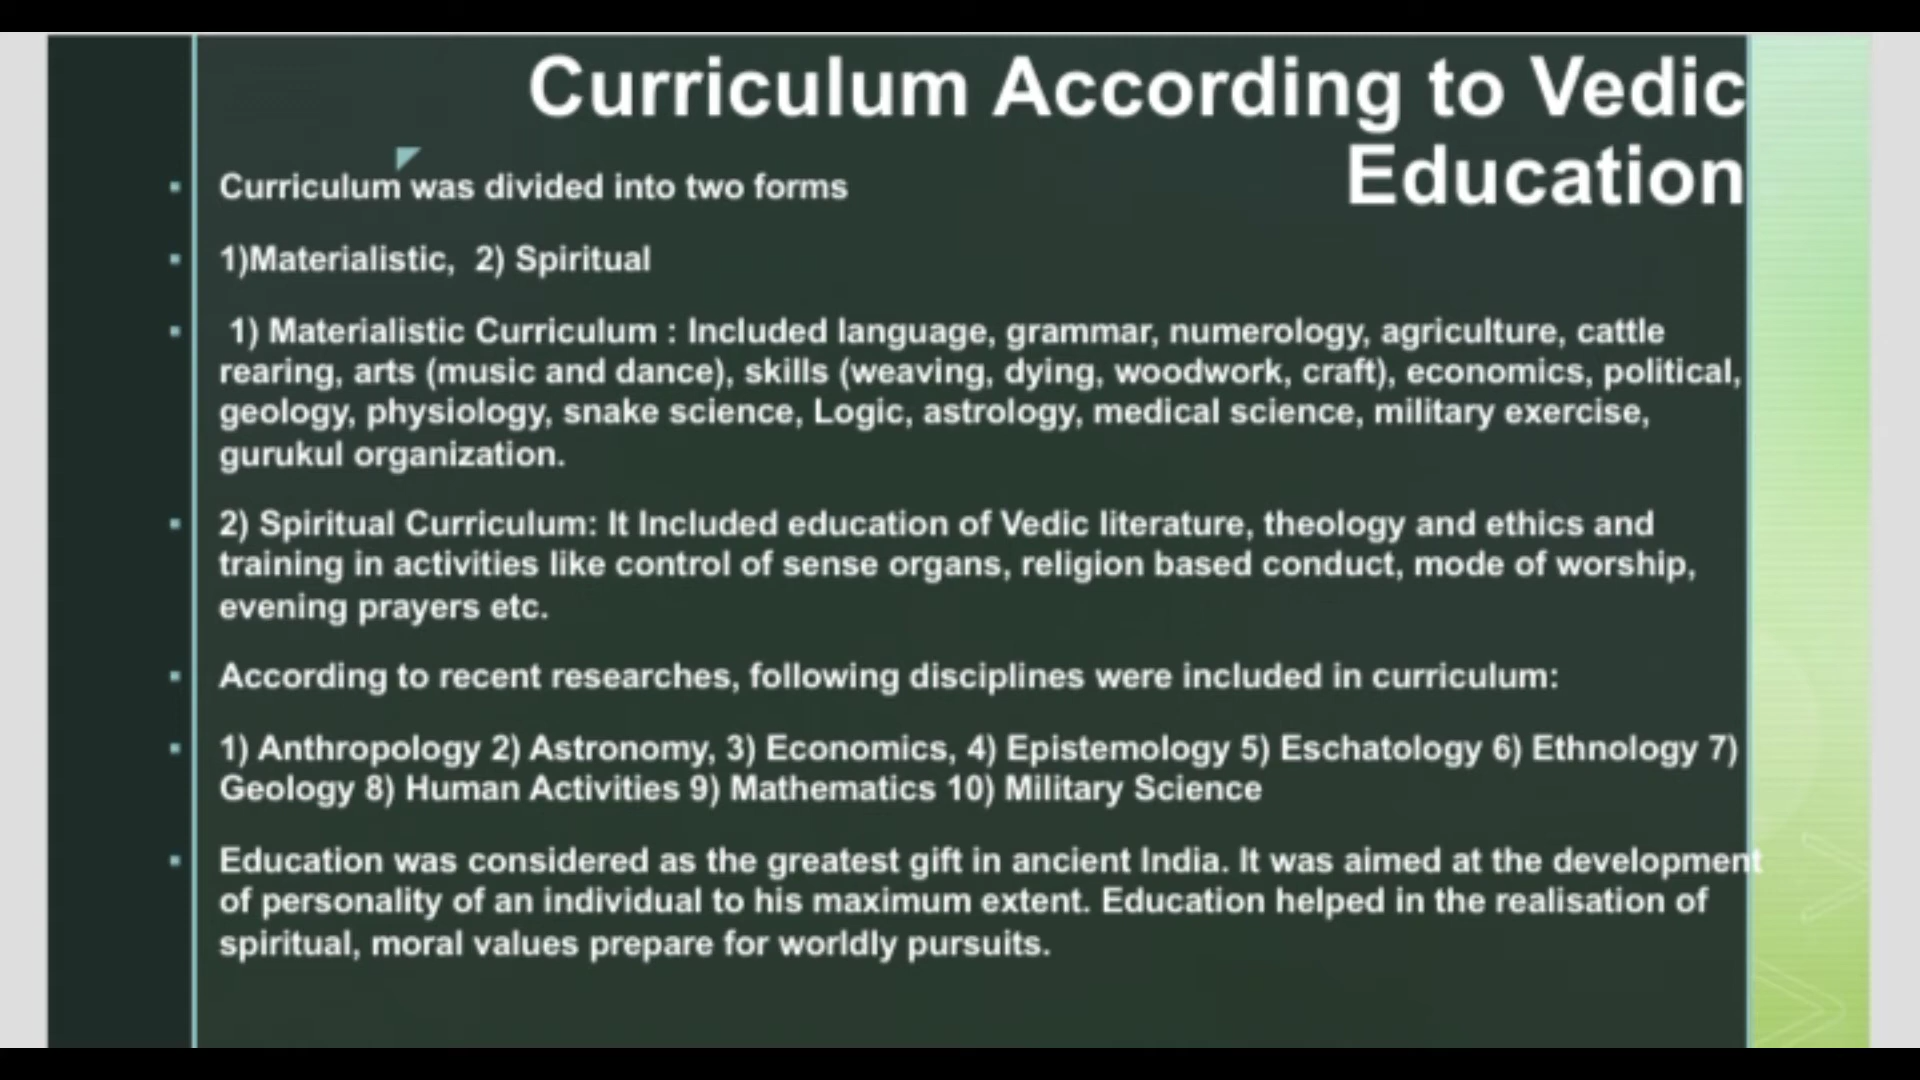 Curriculum According to Vedic
Education
Curriculum was divided into two forms
1)Materialistic, 2) Spiritual
1) Materialistic Curriculum : Included language, grammar, numerology, agriculture, cattle
rearing, arts (music and dance), skills (weaving, dying, woodwork, craft), economics, political,
geology, physiology, snake science, Logic, astrology, medical science, military exercise,
gurukul organization.
2) Spiritual Curriculum: It Included education of Vedic literature, theology and ethics and
training in activities like control of sense organs, religion based conduct, mode of worship,
evening prayers etc.
According to recent researches, following disciplines were included in curriculum:
1) Anthropology 2) Astronomy, 3) Economics, 4) Epistemology 5) Eschatology 6) Ethnology 7)
Geology 8) Human Activities 9) Mathematics 10) Military Science
Education was considered as the greatest gift in ancient India. It was aimed at the development
of personality of an individual to his maximum extent. Education helped in the realisation of
spiritual, moral values prepare for worldly pursuits.